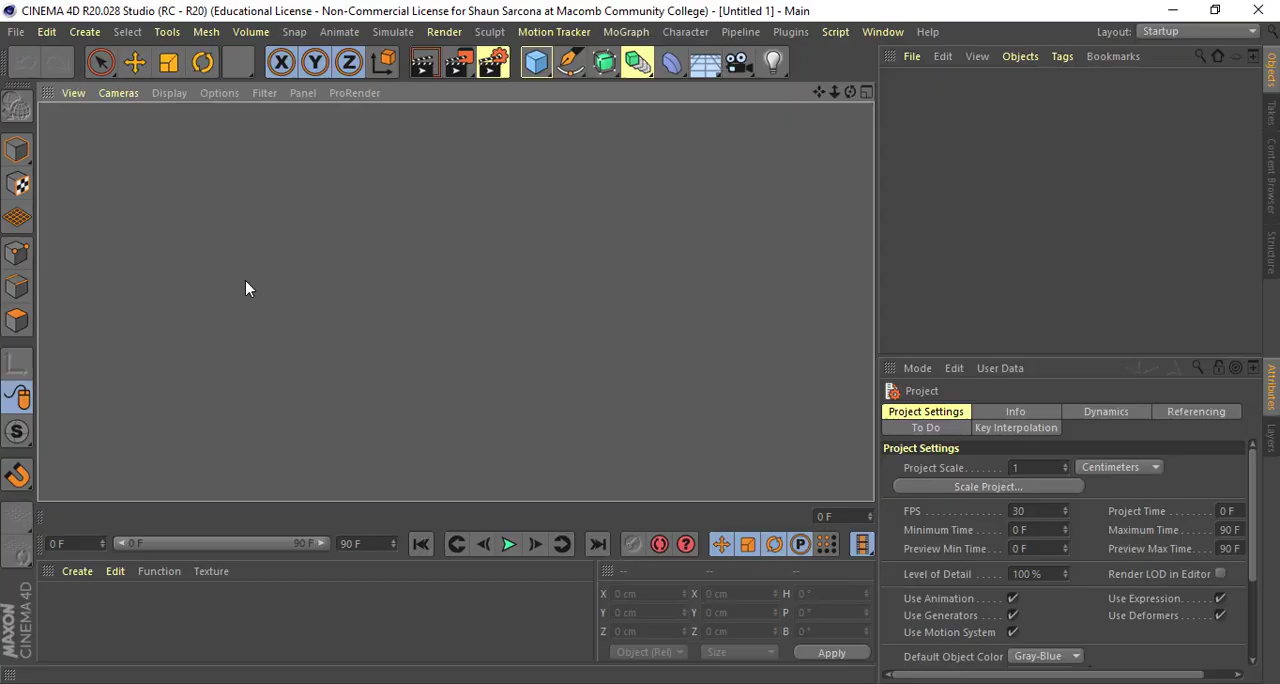 CINEMA 4D R20.028 Studio (RC - R20) (Educational License - Non-Commercial License for Shaun Sarcona at Macomb Community College) - [Untitled 1] - Main
File Edit Create Select Tools Mesh Volume Snap Animate Simulate Render Sculpt Motion Tracker MoGraph Character Pipeline Plugins Script Window Help Layout: Startup
X Y Z
File Edit View Objects Tags Bookmarks
View Cameras Display Options Filter Panel ProRender
Objects
Takes
Content Browser
Structure
Mode Edit User Data
Project
Project Settings Info Dynamics Referencing
To Do Key Interpolation
Attributes
Layers
Project Settings
Project Scale....... 1 Centimeters
Scale Project...
FPS 30 Project Time 0 F
Minimum Time 0 F Maximum Time 90 F
Preview Min Time 0 F Preview Max Time 90 F
Level of Detail 100 % Render LOD in Editor
Use Animation Use Expression
Use Generators Use Deformers
Use Motion System
Default Object Color Gray-Blue
S
0 F
0 F 0 F 90 F 90 F P
Create Edit Function Texture
-- -- --
X 0 cm X 0 cm H 0 °
Y 0 cm Y 0 cm P 0 °
Z 0 cm Z 0 cm B 0 °
Object (Rel) Size Apply
MAXON
CINEMA 4D